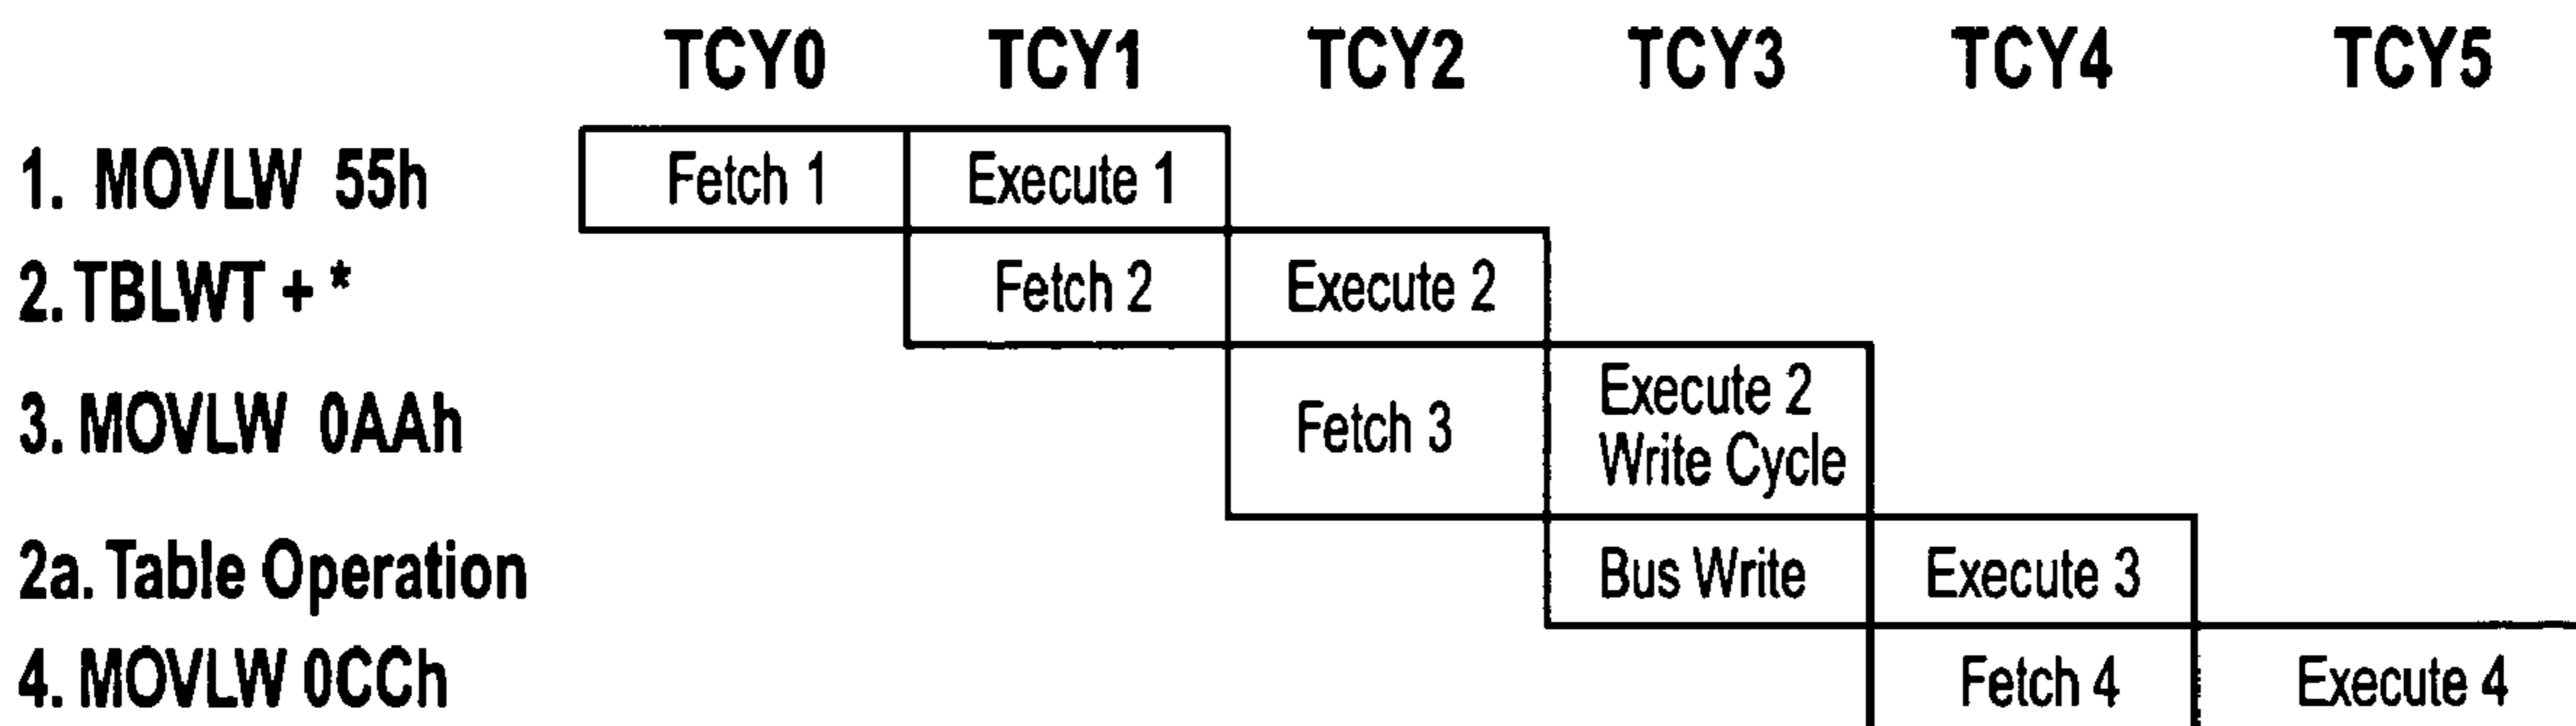 TCY0 TCY1 TCY2 TCY3 TCY4 TCY5
1. MOVLW 55h Fetch 1 Execute 1
2. TBLWT + * Fetch 2 Execute 2
3. MOVLW 0AAh Fetch 3 Execute 2
Write Cycle
2a. Table Operation Bus Write Execute 3
4. MOVLW 0CCh Fetch 4 Execute 4